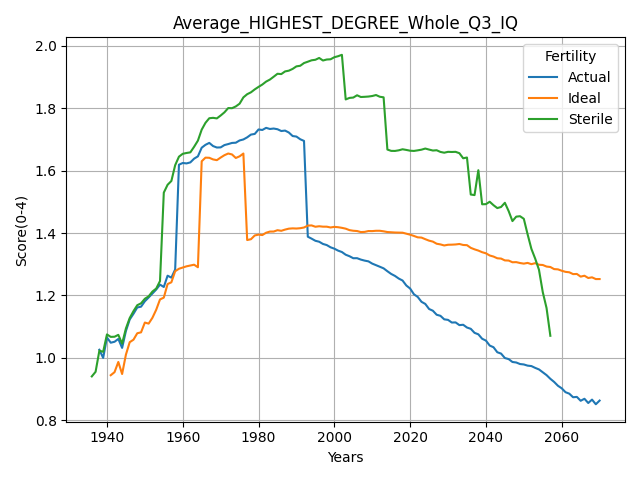 Average_HIGHEST_DEGREE_Whole_Q3_IQ
Fertility
Actual
Ideal
Sterile
Score(0-4)
2.0
1.8
1.6
1.4
1.2
1.0
0.8
1940 1960 1980 2000 2020 2040 2060
Years